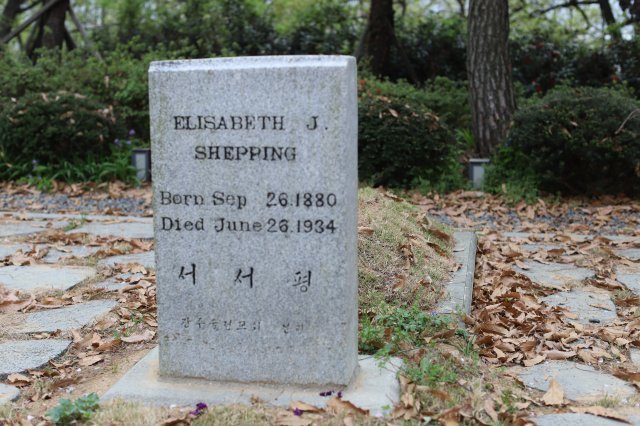 ELISABETH J.
SHEPPING
Born Sep 26.1880
Died June 26.1934
서 서 평